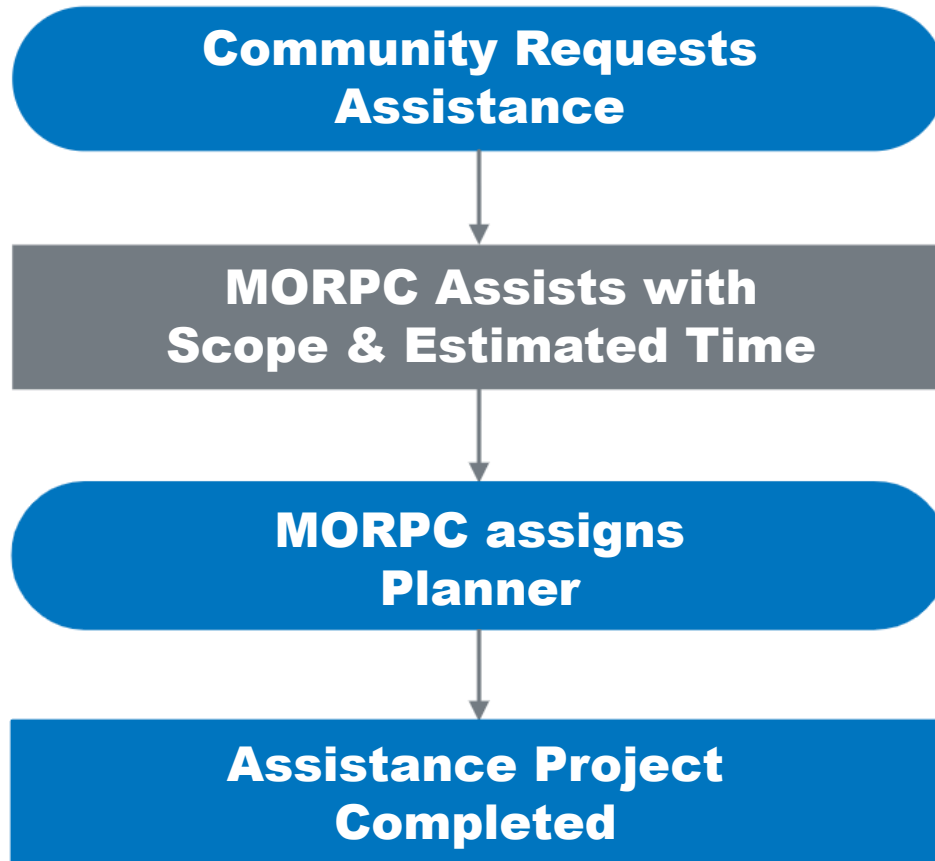 Community Requests
Assistance
MORPC Assists with
Scope & Estimated Time
MORPC assigns
Planner
Assistance Project
Completed